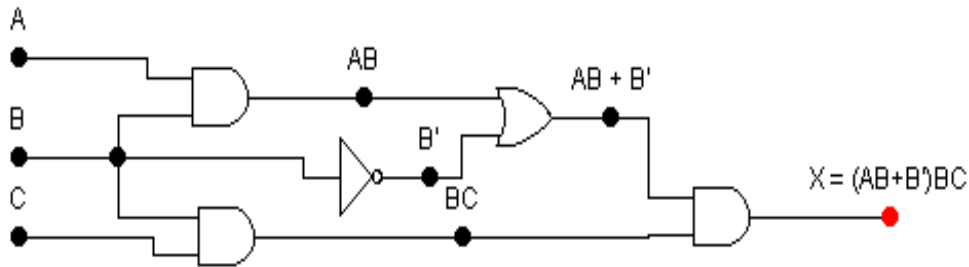 A
AB
AB + B'
B
B'
X = (AB+B')BC
C
BC